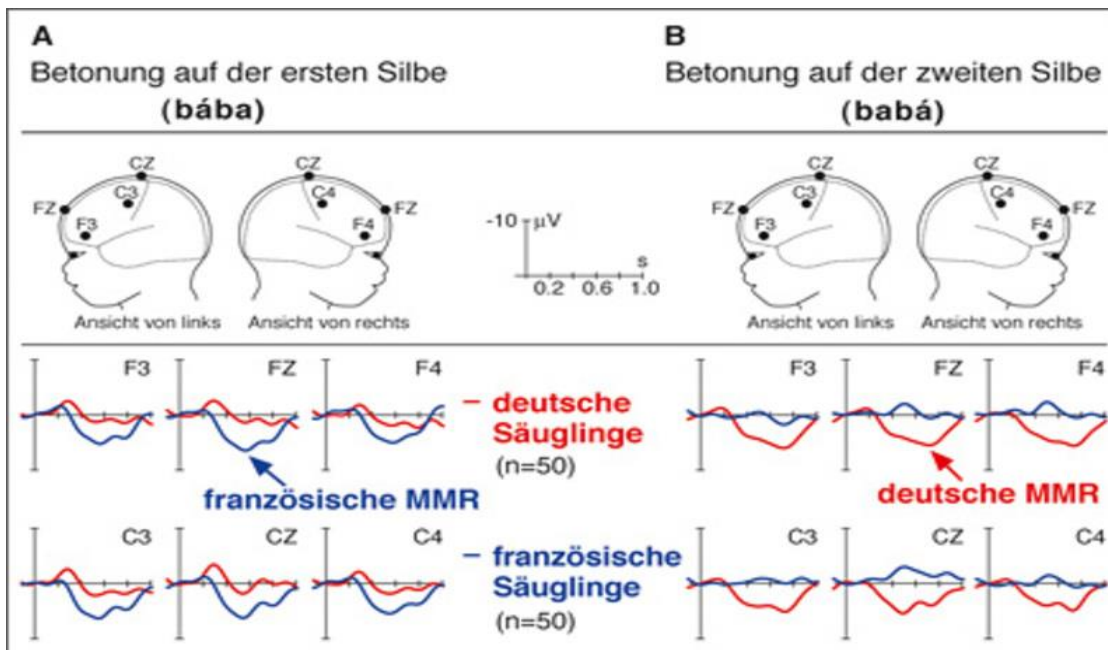 A
Betonung auf der ersten Silbe
(bába)
B
Betonung auf der zweiten Silbe
(babá)
CZ
C3
FZ
F3
Ansicht von links
CZ
C4
FZ
F4
Ansicht von rechts
-10
µV
s
0.2 0.6 1.0
CZ
C3
FZ
F3
Ansicht von links
CZ
C4
FZ
F4
Ansicht von rechts
F3
FZ
F4
französische MMR
C3
CZ
C4
– deutsche
Säuglinge
(n=50)
– französische
Säuglinge
(n=50)
F3
FZ
F4
deutsche MMR
C3
CZ
C4